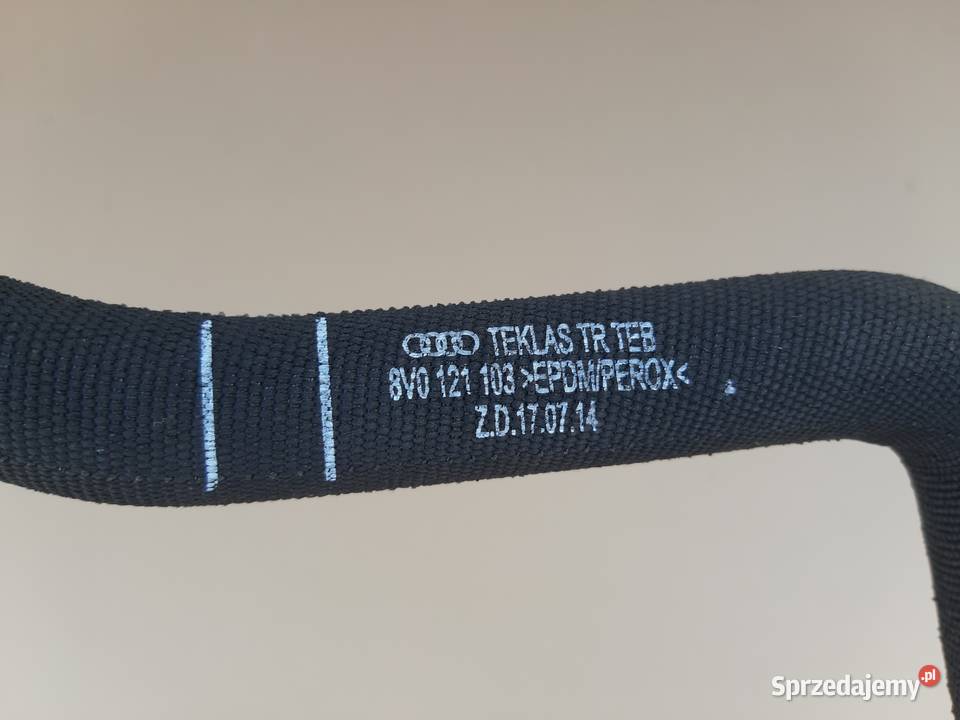 TEKLAS TR TEB
8V0 121 103 >EPDM/PEROX<
Z.D.17.07.14
Sprzedajemy.pl